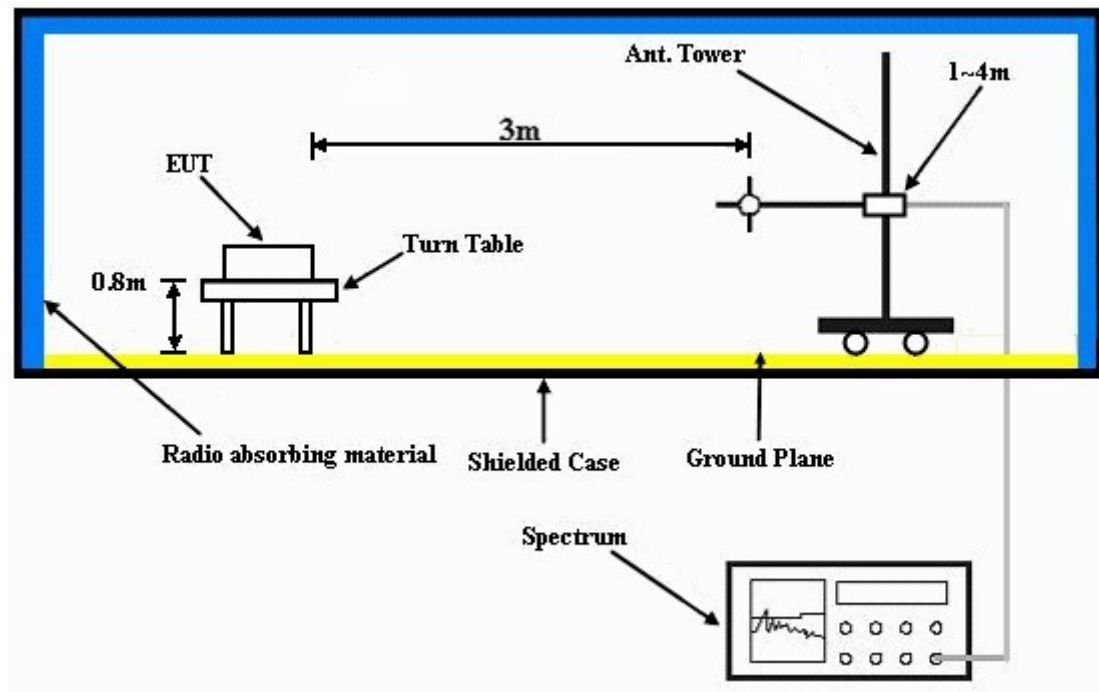 Ant. Tower
1~4m
3m
EUT
Turn Table
0.8m
Radio absorbing material
Shielded Case
Ground Plane
Spectrum